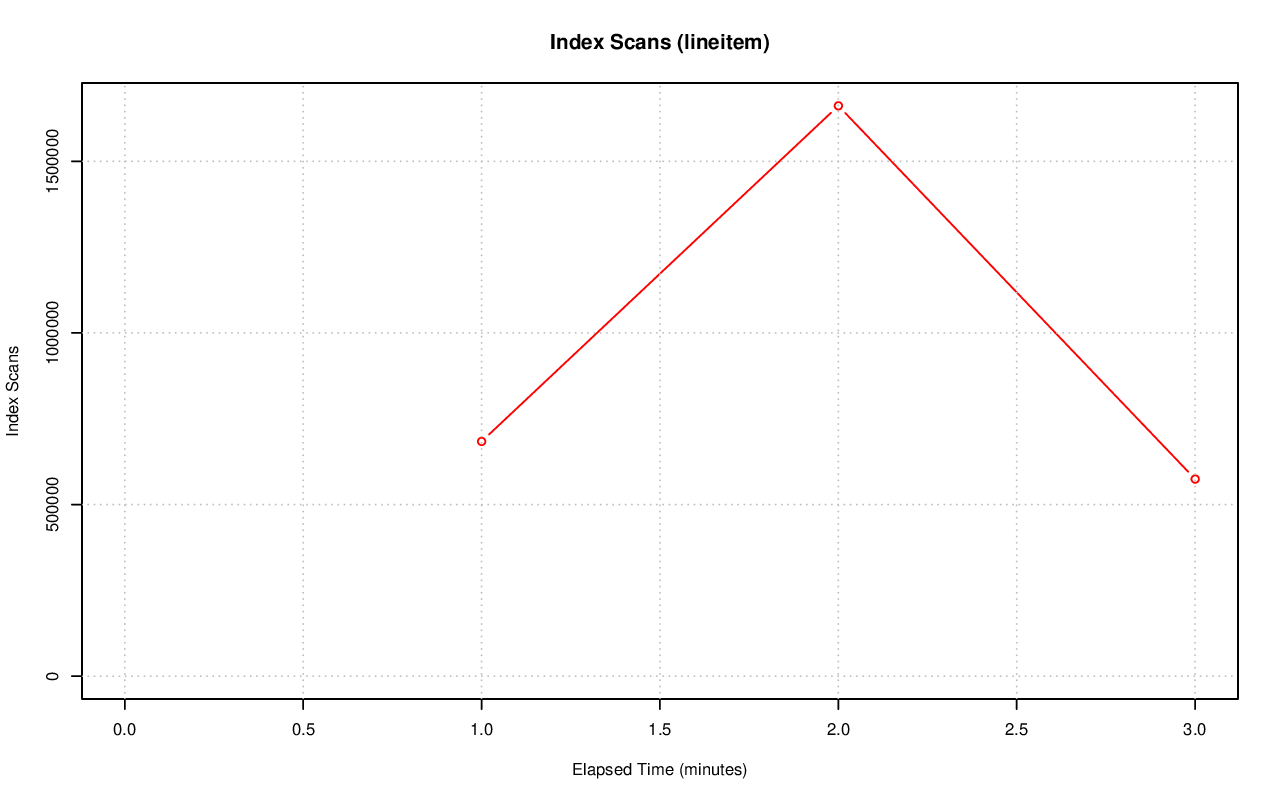 Index Scans (lineitem)
Index Scans
1500000
1000000
500000
0
0.0 0.5 1.0 1.5 2.0 2.5 3.0
Elapsed Time (minutes)